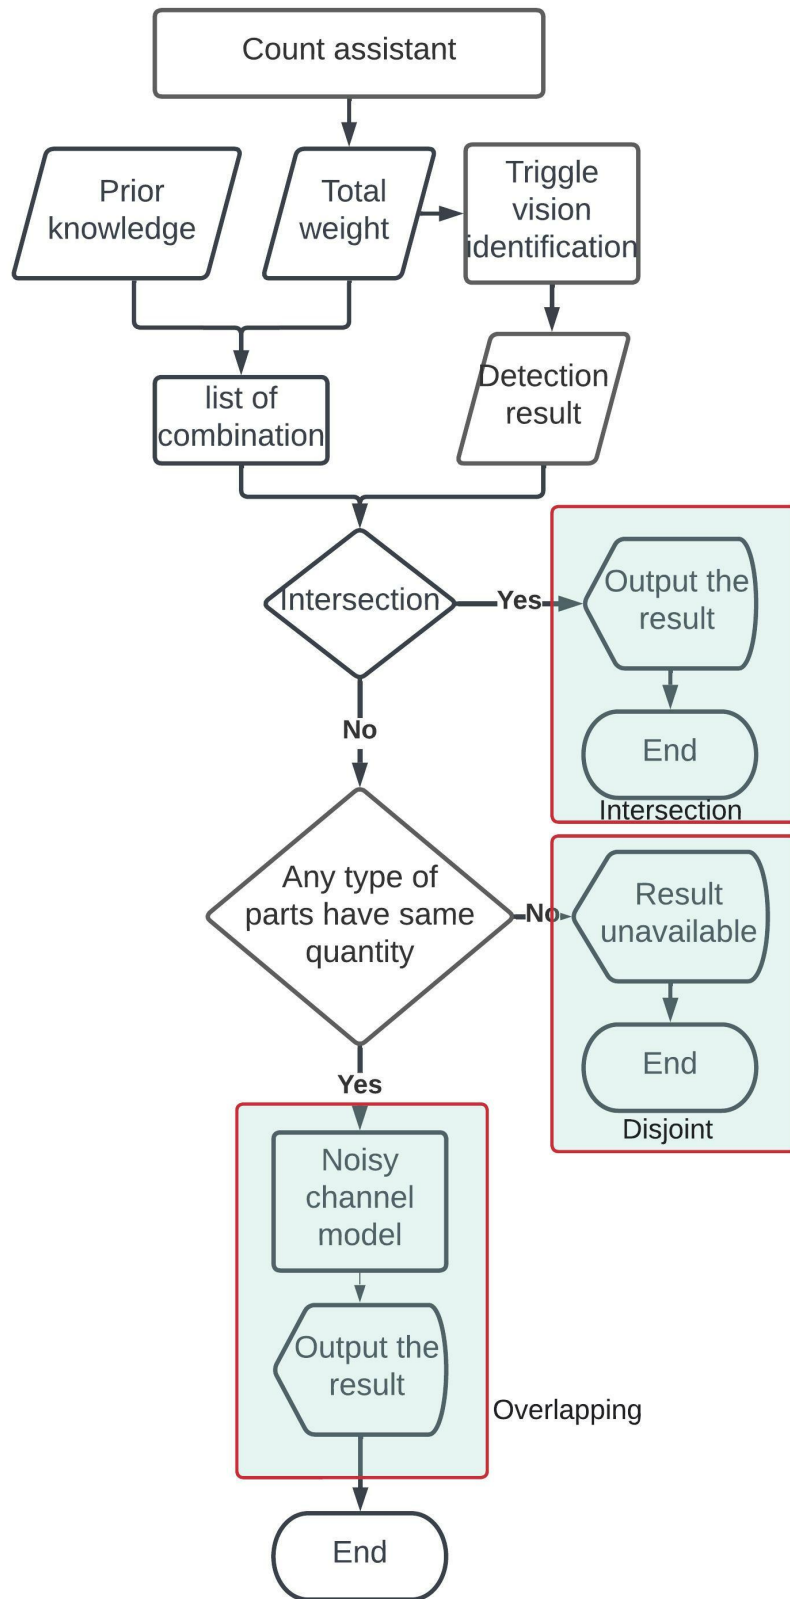 Count assistant
Prior
knowledge
Total
weight
Triggle
vision
identification
list of
combination
Detection
result
Intersection
Yes
Output the
result
End
Intersection
No
Any type of
parts have same
quantity
No
Result
unavailable
End
Disjoint
Yes
Noisy
channel
model
Output the
result
Overlapping
End